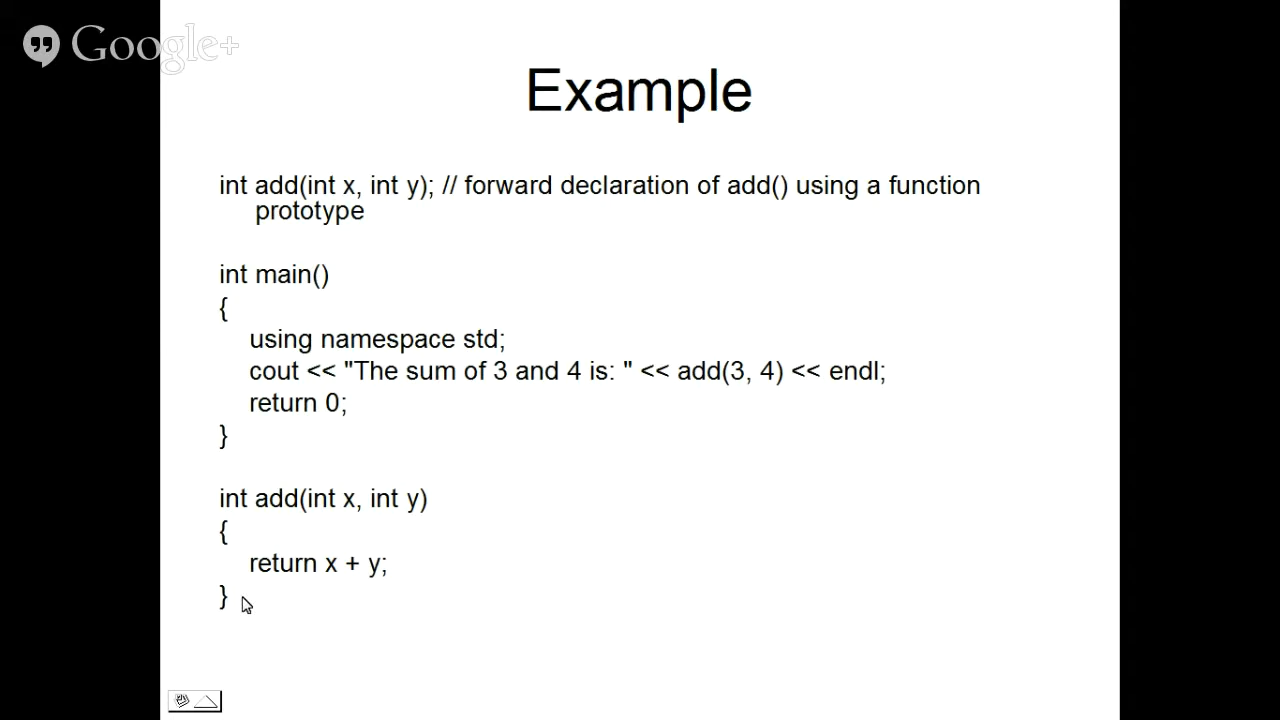 Google+
Example
int add(int x, int y); // forward declaration of add() using a function
prototype
int main()
{
using namespace std;
cout << "The sum of 3 and 4 is: " << add(3, 4) << endl;
return 0;
}
int add(int x, int y)
{
return x + y;
}